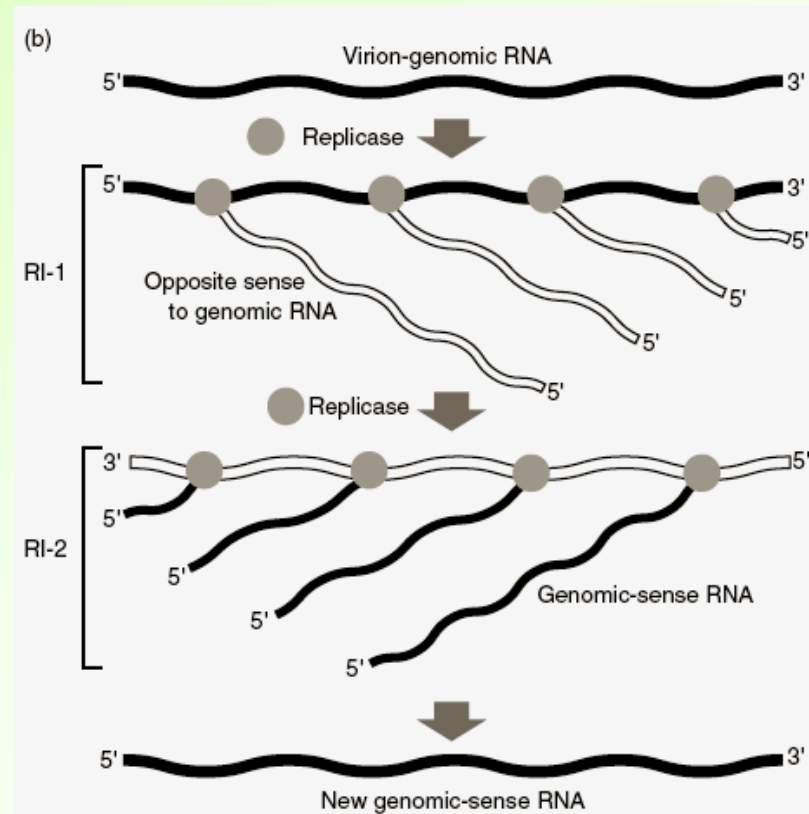 (b)
Virion-genomic RNA
5' 3'
Replicase
5' 3'
5'
RI-1
Opposite sense
to genomic RNA
5'
5'
5'
Replicase
3' 5'
5'
RI-2
5'
Genomic-sense RNA
5'
5'
5' 3'
New genomic-sense RNA